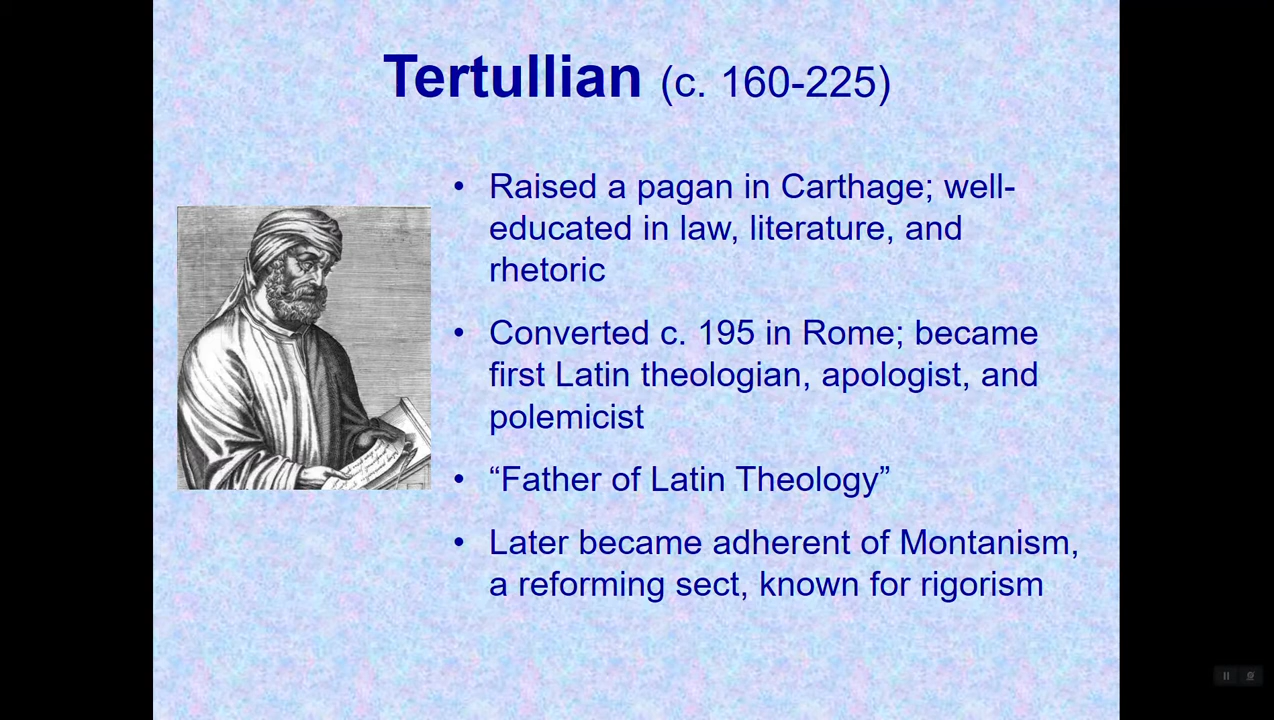 Tertullian (c. 160-225)
• Raised a pagan in Carthage; well-
educated in law, literature, and
rhetoric
• Converted c. 195 in Rome; became
first Latin theologian, apologist, and
polemicist
• “Father of Latin Theology”
• Later became adherent of Montanism,
a reforming sect, known for rigorism